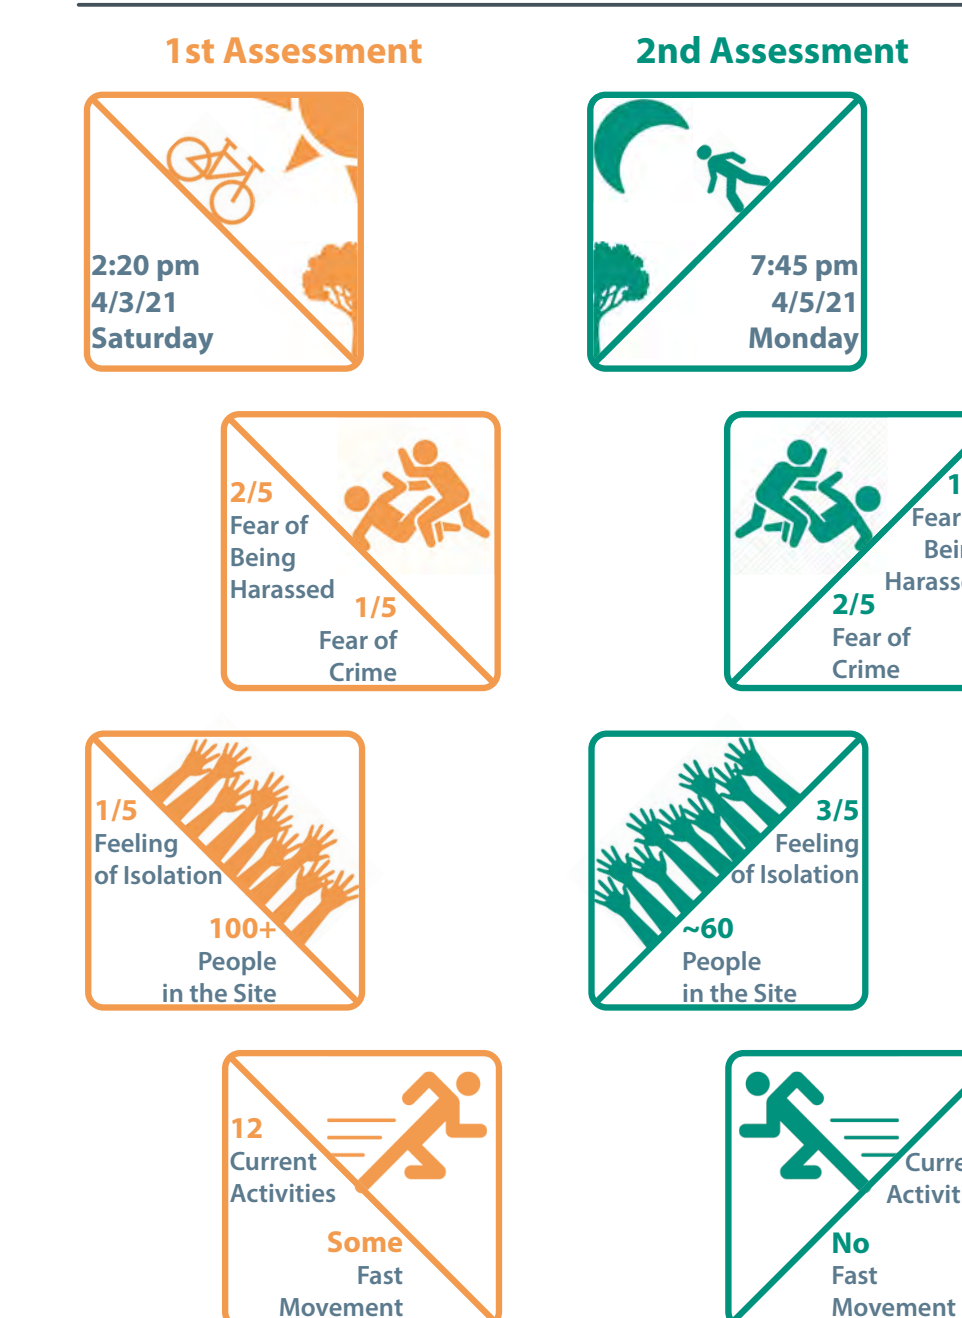 1st Assessment
2nd Assessment
2:20 pm
4/3/21
Saturday
7:45 pm
4/5/21
Monday
2/5
Fear of
Being
Harassed
1/5
Fear of
Crime
Fear
2/5
Fear of
Crime
1/5
Feeling
of Isolation
100+
People
in the Site
3/5
Feeling
of Isolation
~60
People
in the Site
12
Current
Activities
Some
Fast
Movement
No
Fast
Movement